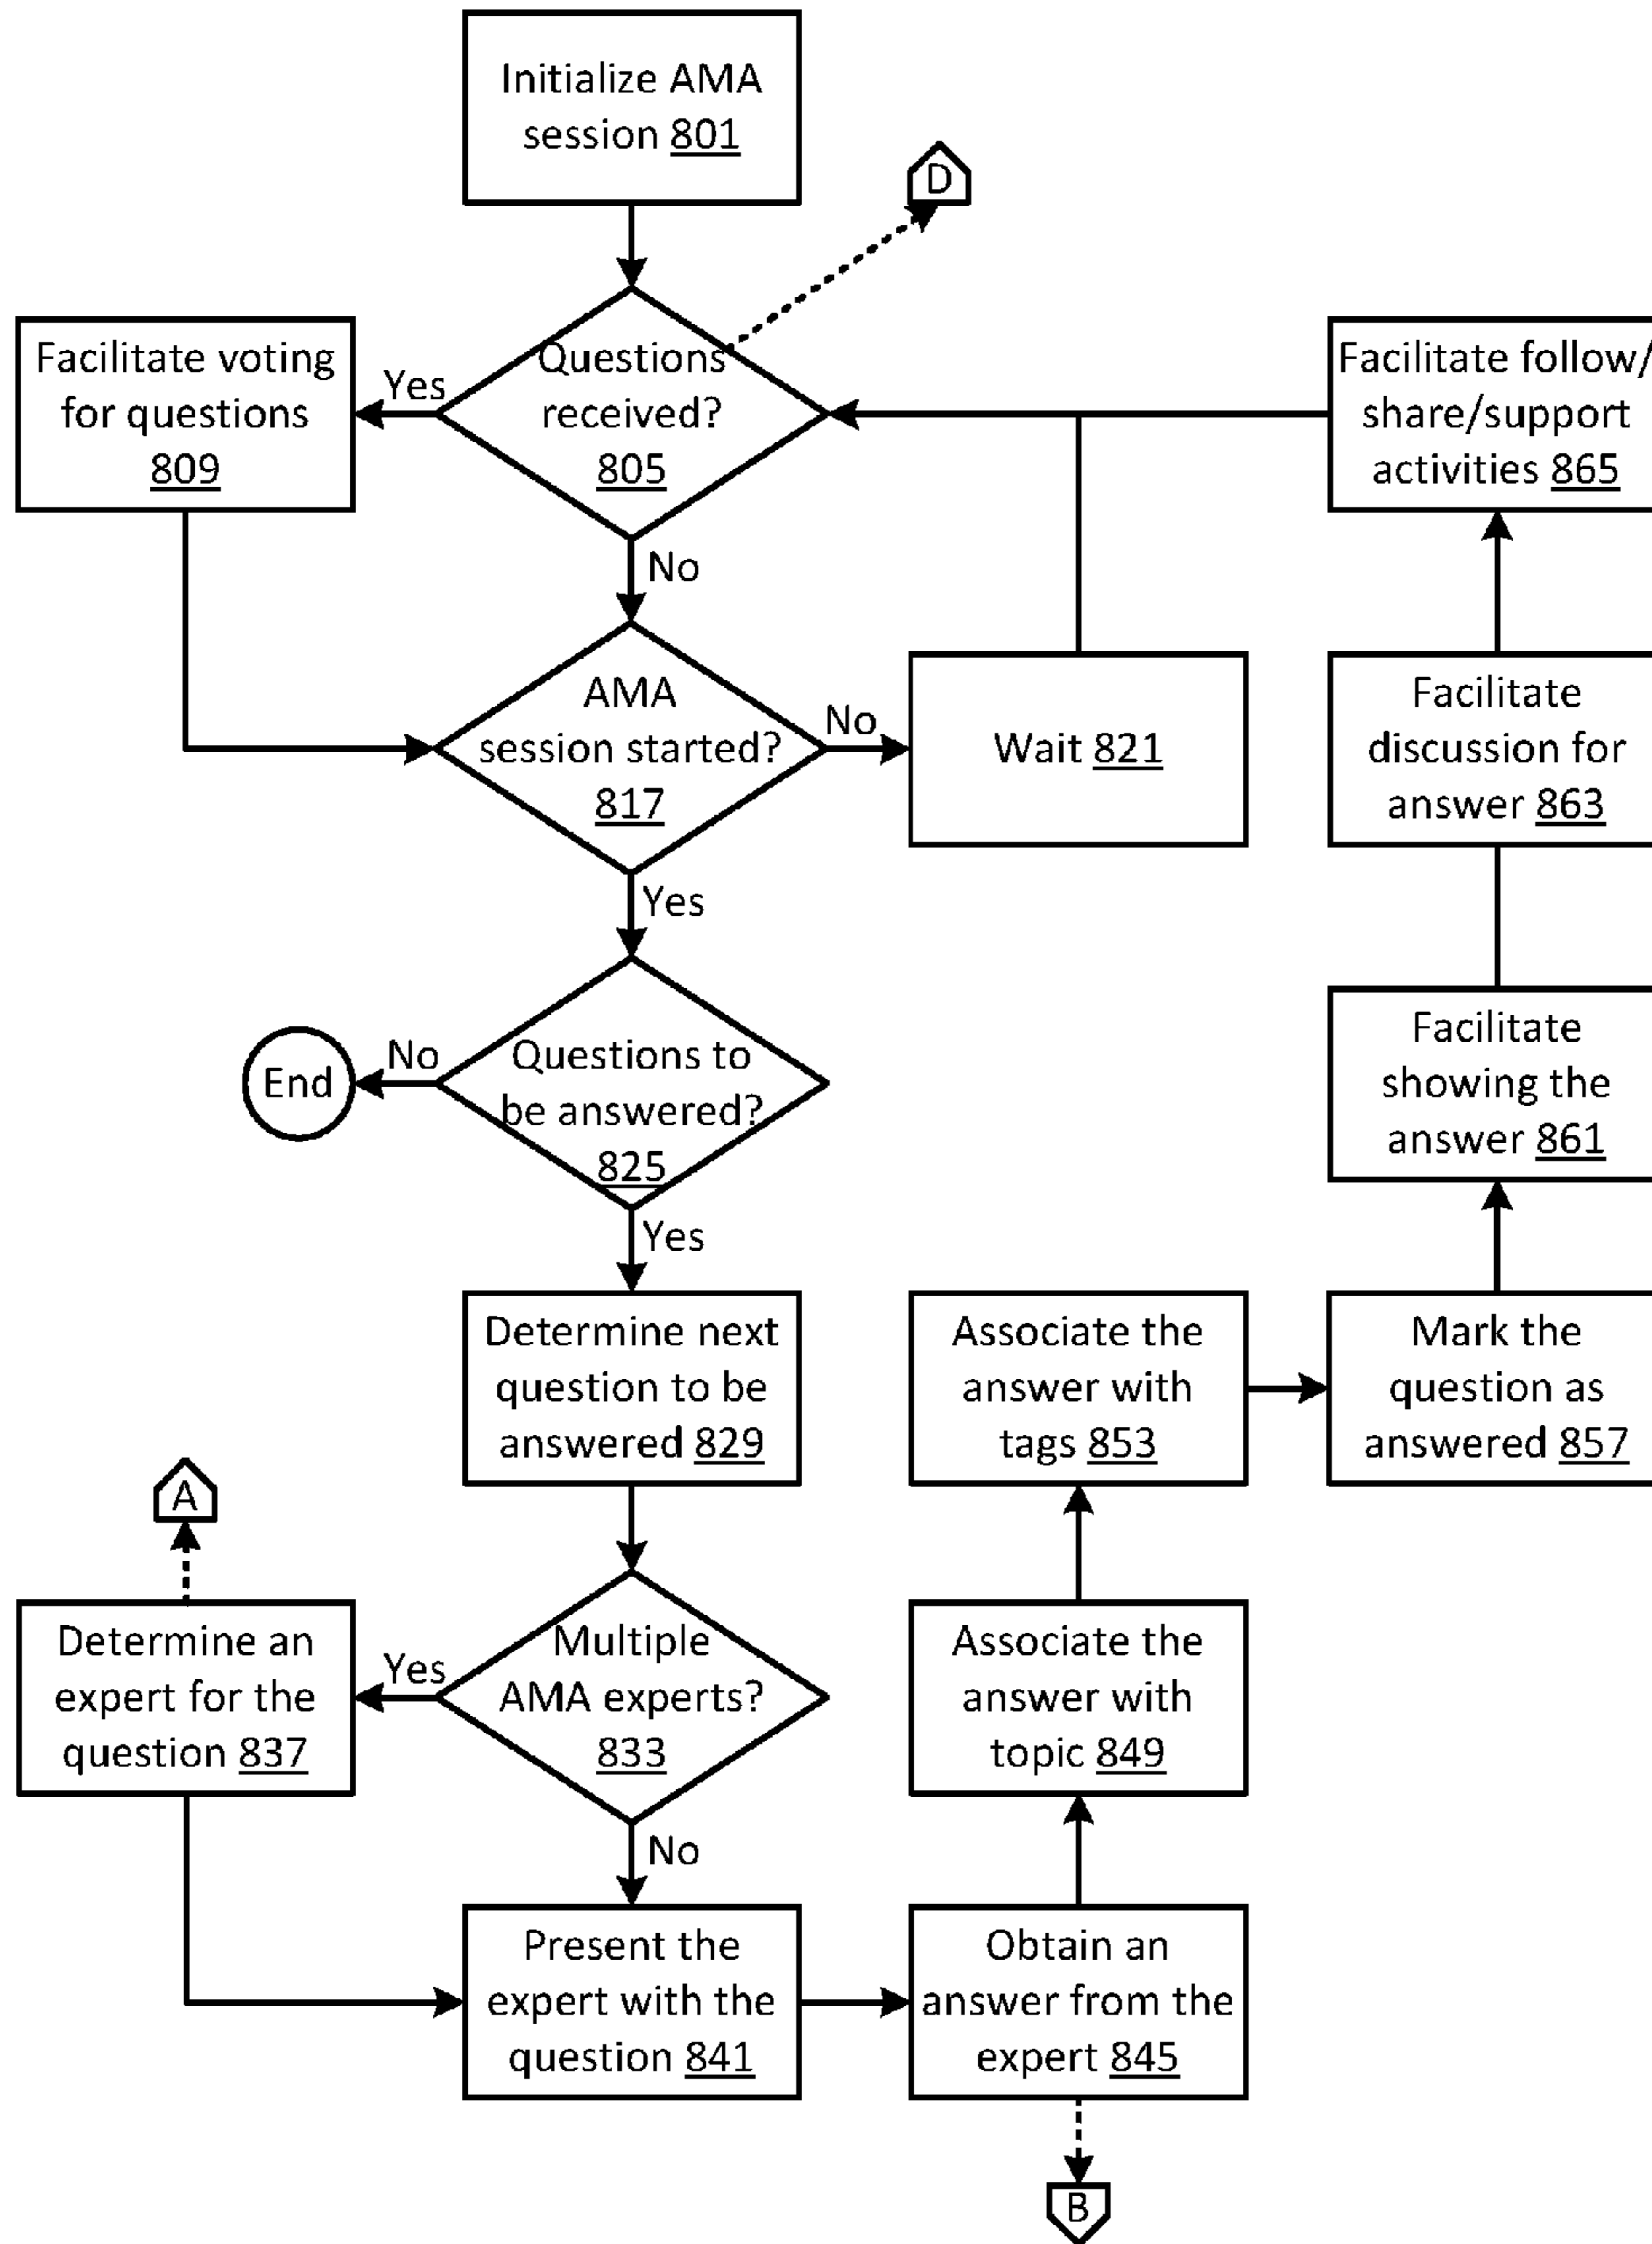 Initialize AMA
session 801
D
Facilitate voting
for questions
809
Yes
Questions
received?
805
Facilitate follow/
share/support
activities 865
No
AMA
session started?
817
No
Wait 821
Facilitate
discussion for
answer 863
Yes
End
No
Questions to
be answered?
825
Facilitate
showing the
answer 861
Yes
Determine next
question to be
answered 829
Associate the
answer with
tags 853
Mark the
question as
answered 857
A
Determine an
expert for the
question 837
Yes
Multiple
AMA experts?
833
Associate the
answer with
topic 849
No
Present the
expert with the
question 841
Obtain an
answer from the
expert 845
B